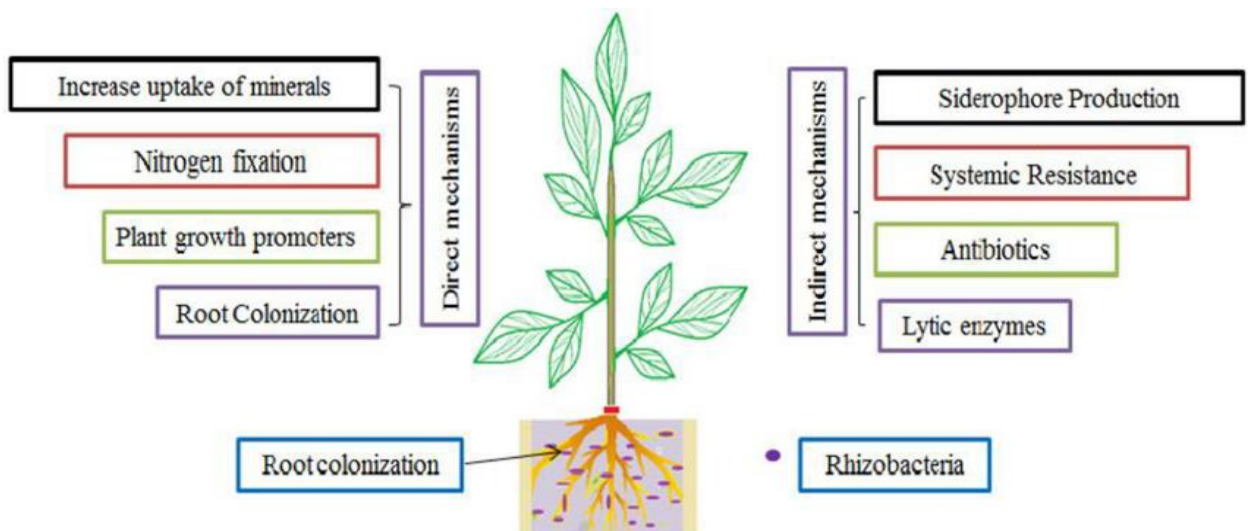 Increase uptake of minerals
Nitrogen fixation
Plant growth promoters
Root Colonization
Direct mechanisms
Indirect mechanisms
Siderophore Production
Systemic Resistance
Antibiotics
Lytic enzymes
Root colonization
Rhizobacteria